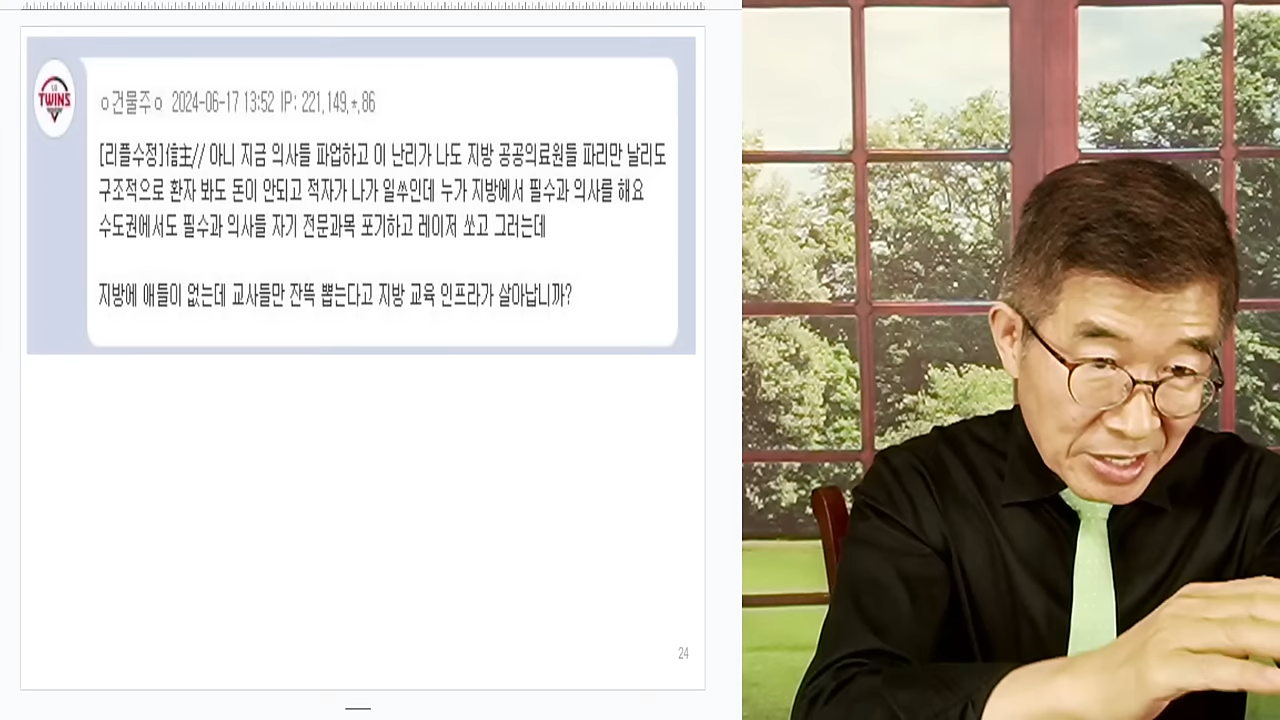 TWINS
ㅇ건물주ㅇ 2024-06-17 13:52 IP: 221,149,*,86
[리플수정]信主// 아니 지금 의사들 파업하고 이 난리가 나도 지방 공공의료원들 파리만 날리도
구조적으로 환자 봐도 돈이 안되고 적자가 나가 일쑤인데 누가 지방에서 필수과 의사를 해요
수도권에서도 필수과 의사들 자기 전문과목 포기하고 레이저 쏘고 그러는데
지방에 애들이 없는데 교사들만 잔뜩 뽑는다고 지방 교육 인프라가 살아납니까?
24